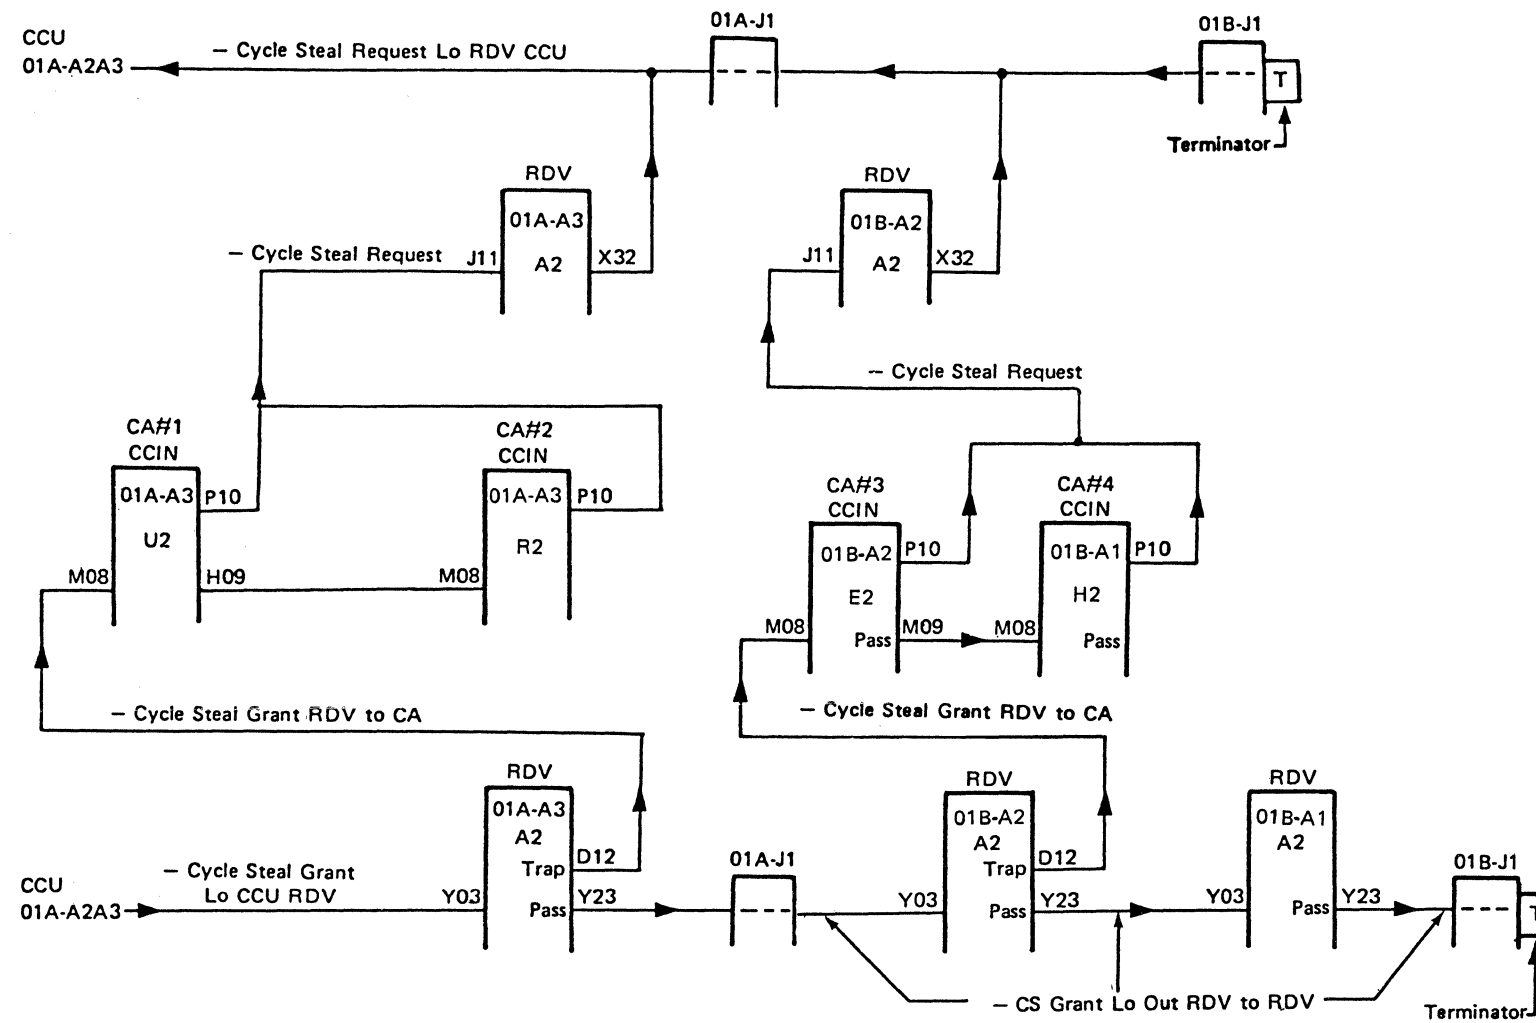 01A-J1
01B-J1
CCU
01A-A2A3
– Cycle Steal Request Lo RDV CCU
T
Terminator
RDV
01A-A3
A2
– Cycle Steal Request
J11
X32
RDV
01B-A2
A2
J11
X32
– Cycle Steal Request
CA#1
CCIN
01A-A3
U2
P10
M08
H09
CA#2
CCIN
01A-A3
R2
P10
M08
CA#3
CCIN
01B-A2
E2
Pass
P10
M08
M09
CA#4
CCIN
01B-A1
H2
Pass
P10
M08
– Cycle Steal Grant RDV to CA
– Cycle Steal Grant RDV to CA
CCU
01A-A2A3
– Cycle Steal Grant
Lo CCU RDV
Y03
RDV
01A-A3
A2
Trap
Pass
D12
Y23
01A-J1
Y03
RDV
01B-A2
A2
Trap
Pass
D12
Y23
Y03
RDV
01B-A1
A2
Pass
Y23
01B-J1
T
– CS Grant Lo Out RDV to RDV
Terminator